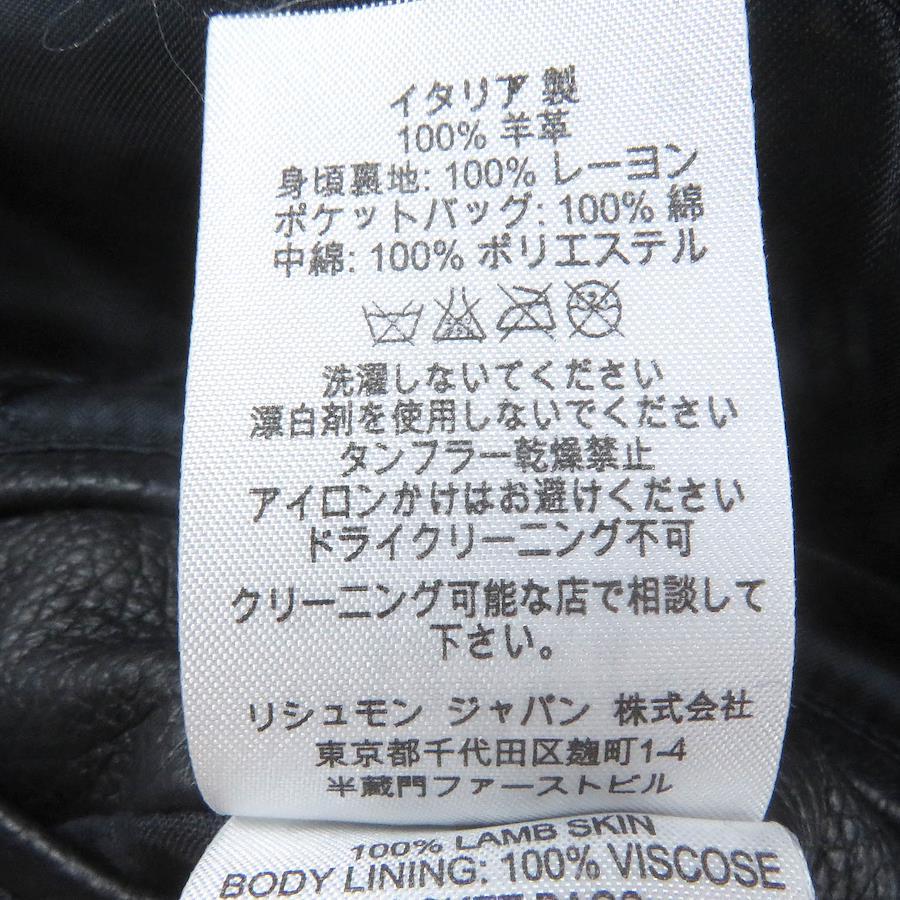 イタリア 製
100% 羊革
身頃裏地: 100% レーヨン
ポケットバッグ: 100% 綿
中綿: 100% ポリエステル
洗濯しないてください
漂白剤を使用しないでください
タンフラー乾燥禁止
アイロンかけはお避けください
ドライクリーニング不可
クリーニング可能な店で相談して
下さい。
リシュモン ジャパン 株式会社
東京都千代田区麹町1-4
半蔵門ファーストビル
100% LAMB SKIN
BODY LINING: 100% VISCOSE